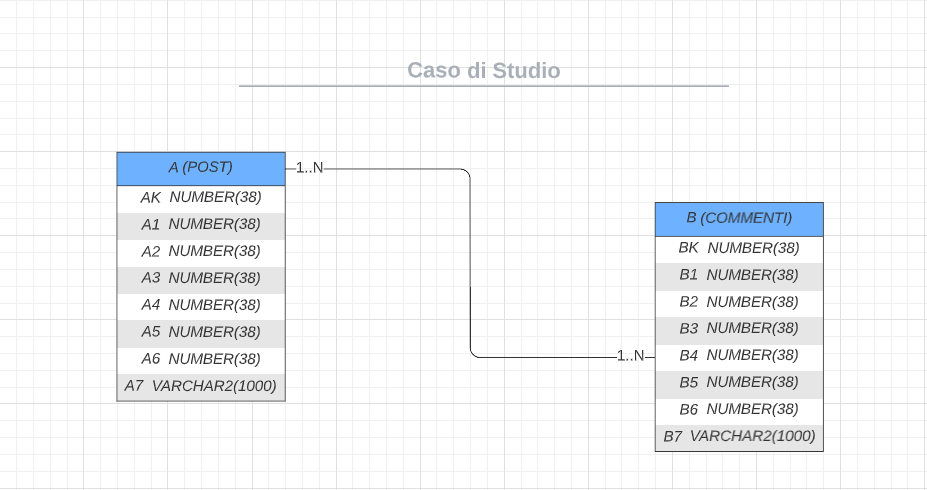 Caso di Studio
A (POST)
1..N
AK NUMBER(38)
A1 NUMBER(38)
A2 NUMBER(38)
A3 NUMBER(38)
A4 NUMBER(38)
A5 NUMBER(38)
A6 NUMBER(38)
A7 VARCHAR2(1000)
B (COMMENTI)
BK NUMBER(38)
B1 NUMBER(38)
B2 NUMBER(38)
B3 NUMBER(38)
1..N
B4 NUMBER(38)
B5 NUMBER(38)
B6 NUMBER(38)
B7 VARCHAR2(1000)